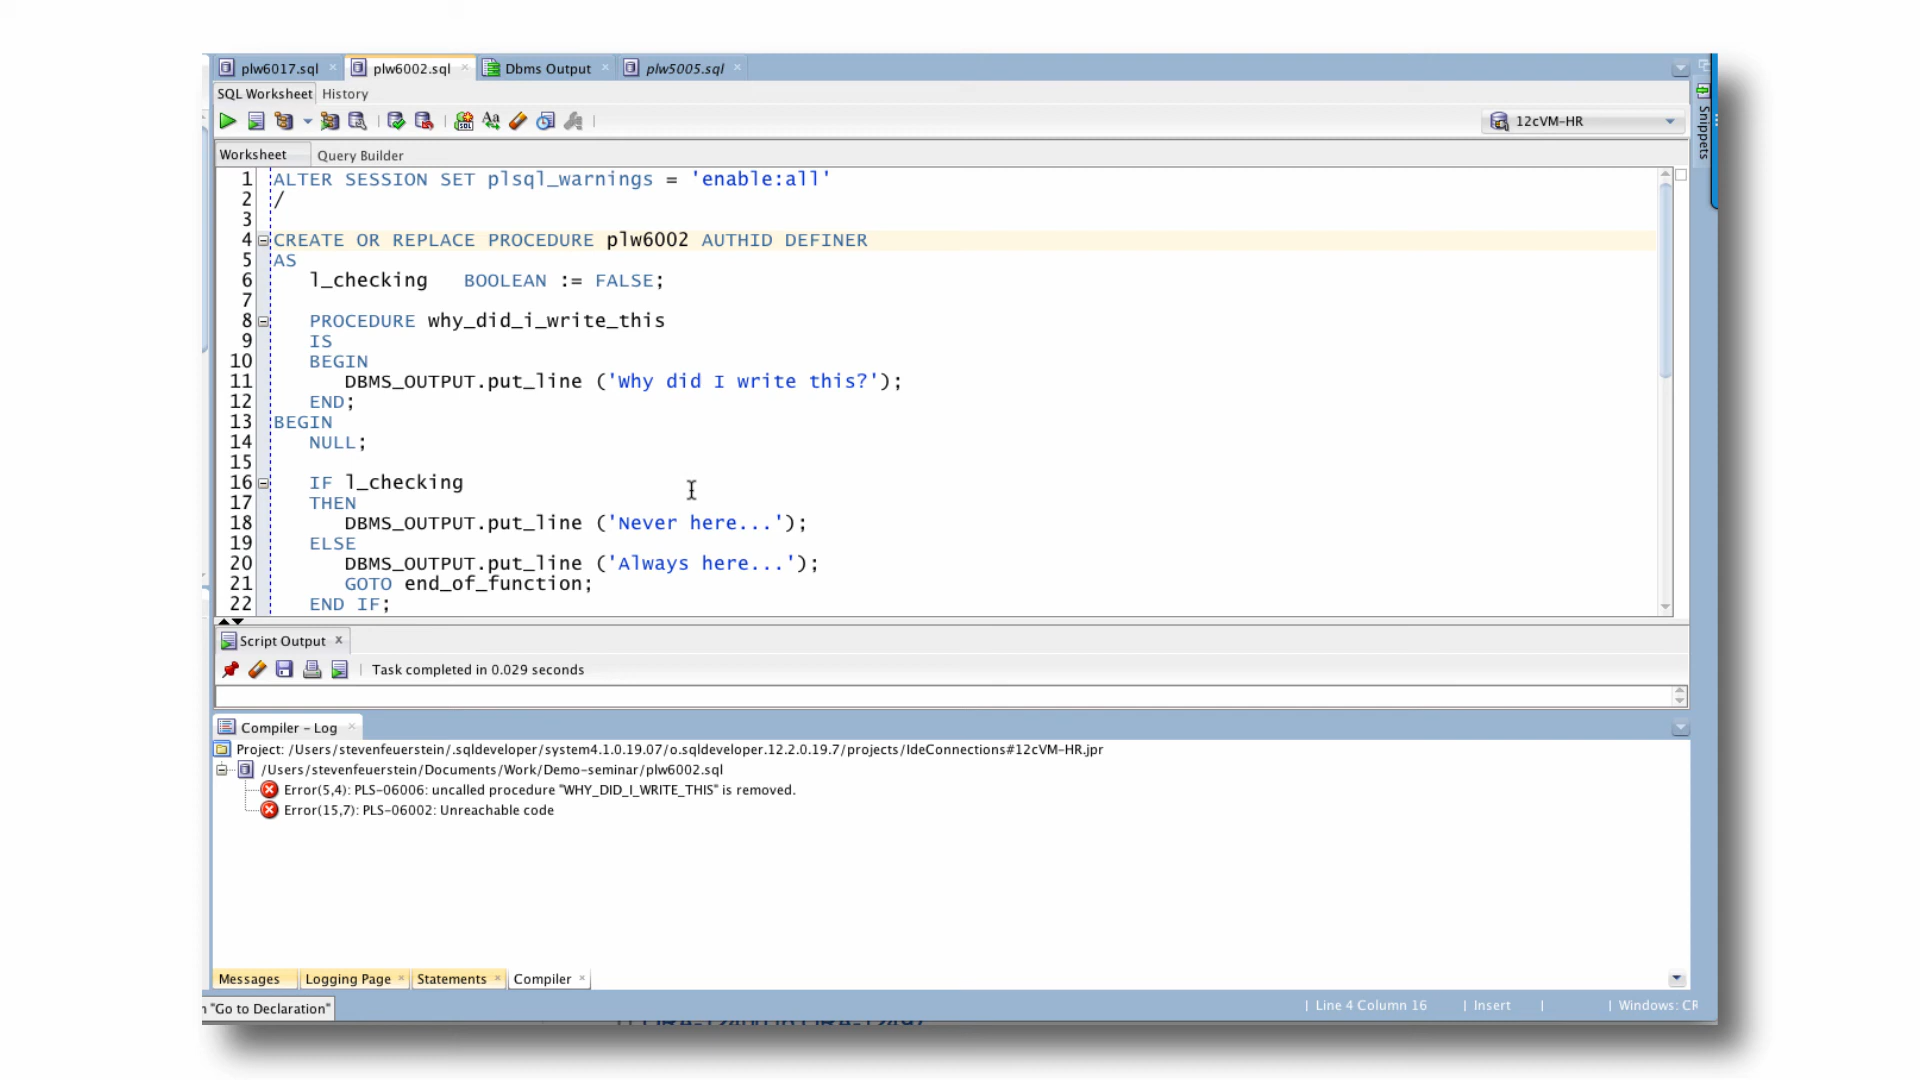 plw6017.sql plw6002.sql Dbms Output plw5005.sql
SQL Worksheet History
12cVM-HR
Snippets
Worksheet Query Builder
1 ALTER SESSION SET plsql_warnings = 'enable:all'
2 /
3
4 CREATE OR REPLACE PROCEDURE plw6002 AUTHID DEFINER
5 AS
6 l_checking BOOLEAN := FALSE;
7
8 PROCEDURE why_did_i_write_this
9 IS
10 BEGIN
11 DBMS_OUTPUT.put_line ('Why did I write this?');
12 END;
13 BEGIN
14 NULL;
15
16 IF l_checking
17 THEN
18 DBMS_OUTPUT.put_line ('Never here...');
19 ELSE
20 DBMS_OUTPUT.put_line ('Always here...');
21 GOTO end_of_function;
22 END IF;
Script Output
Task completed in 0.029 seconds
Compiler - Log
Project: /Users/stevenfeuerstein/.sqldeveloper/system4.1.0.19.07/o.sqldeveloper.12.2.0.19.7/projects/IdeConnections#12cVM-HR.jpr
/Users/stevenfeuerstein/Documents/Work/Demo-seminar/plw6002.sql
Error(5,4): PLS-06006: uncalled procedure "WHY_DID_I_WRITE_THIS" is removed.
Error(15,7): PLS-06002: Unreachable code
Messages Logging Page Statements Compiler
"Go to Declaration" | Line 4 Column 16 | Insert | | Windows: CR